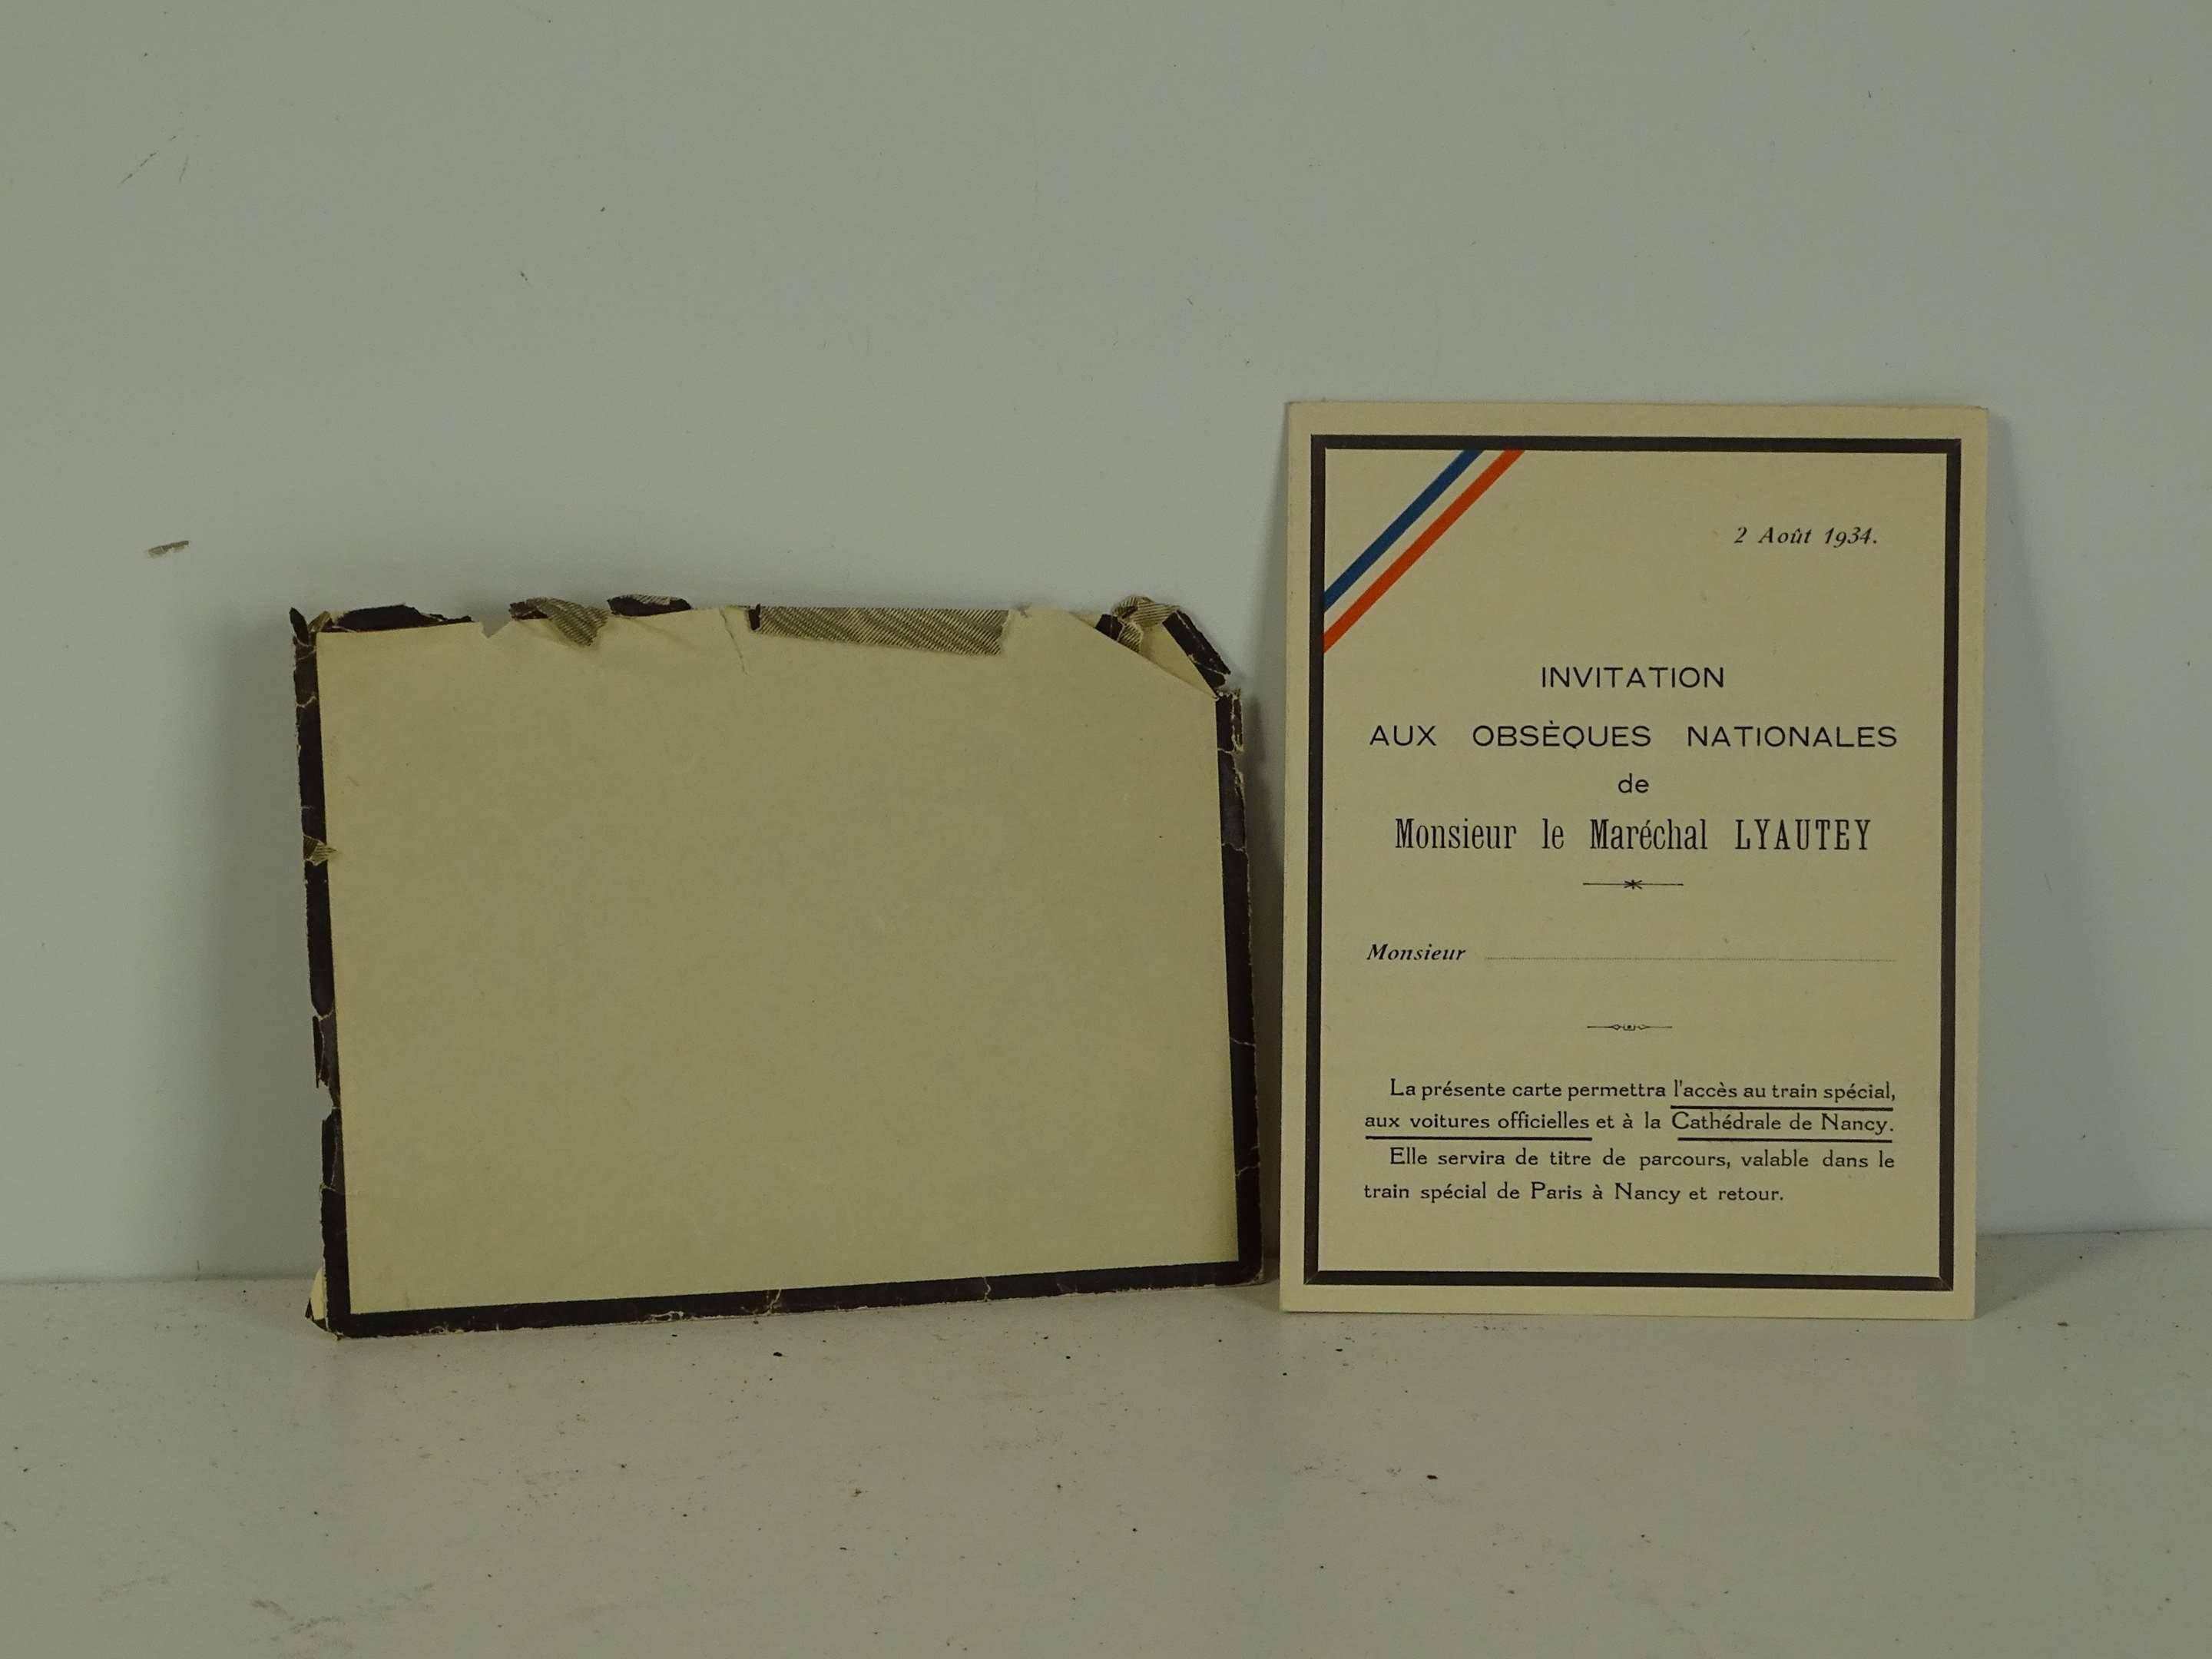 2 Août 1934.
INVITATION
AUX OBSÈQUES NATIONALES
de
Monsieur le Maréchal LYAUTEY
Monsieur
La présente carte permettra l'accès au train spécial,
aux voitures officielles et à la Cathédrale de Nancy.
Elle servira de titre de parcours, valable dans le
train spécial de Paris à Nancy et retour.